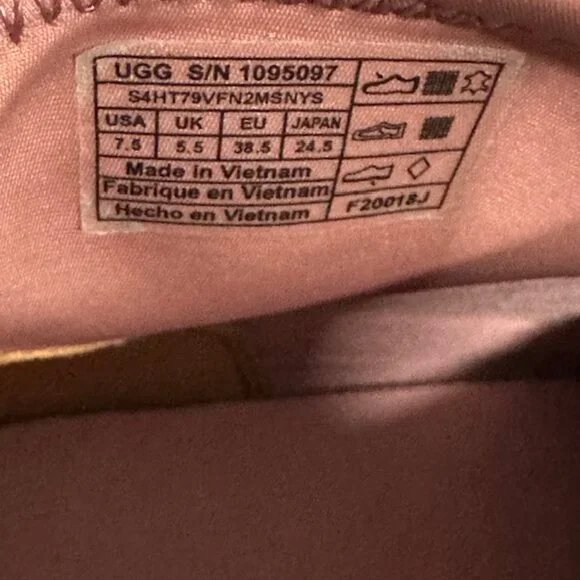 UGG S/N 1095097
S4HT79VFN2MSNYS
USA UK EU JAPAN
7.5 5.5 38.5 24.5
Made in Vietnam
Fabrique en Vietnam
Hecho en Vietnam
F20018J